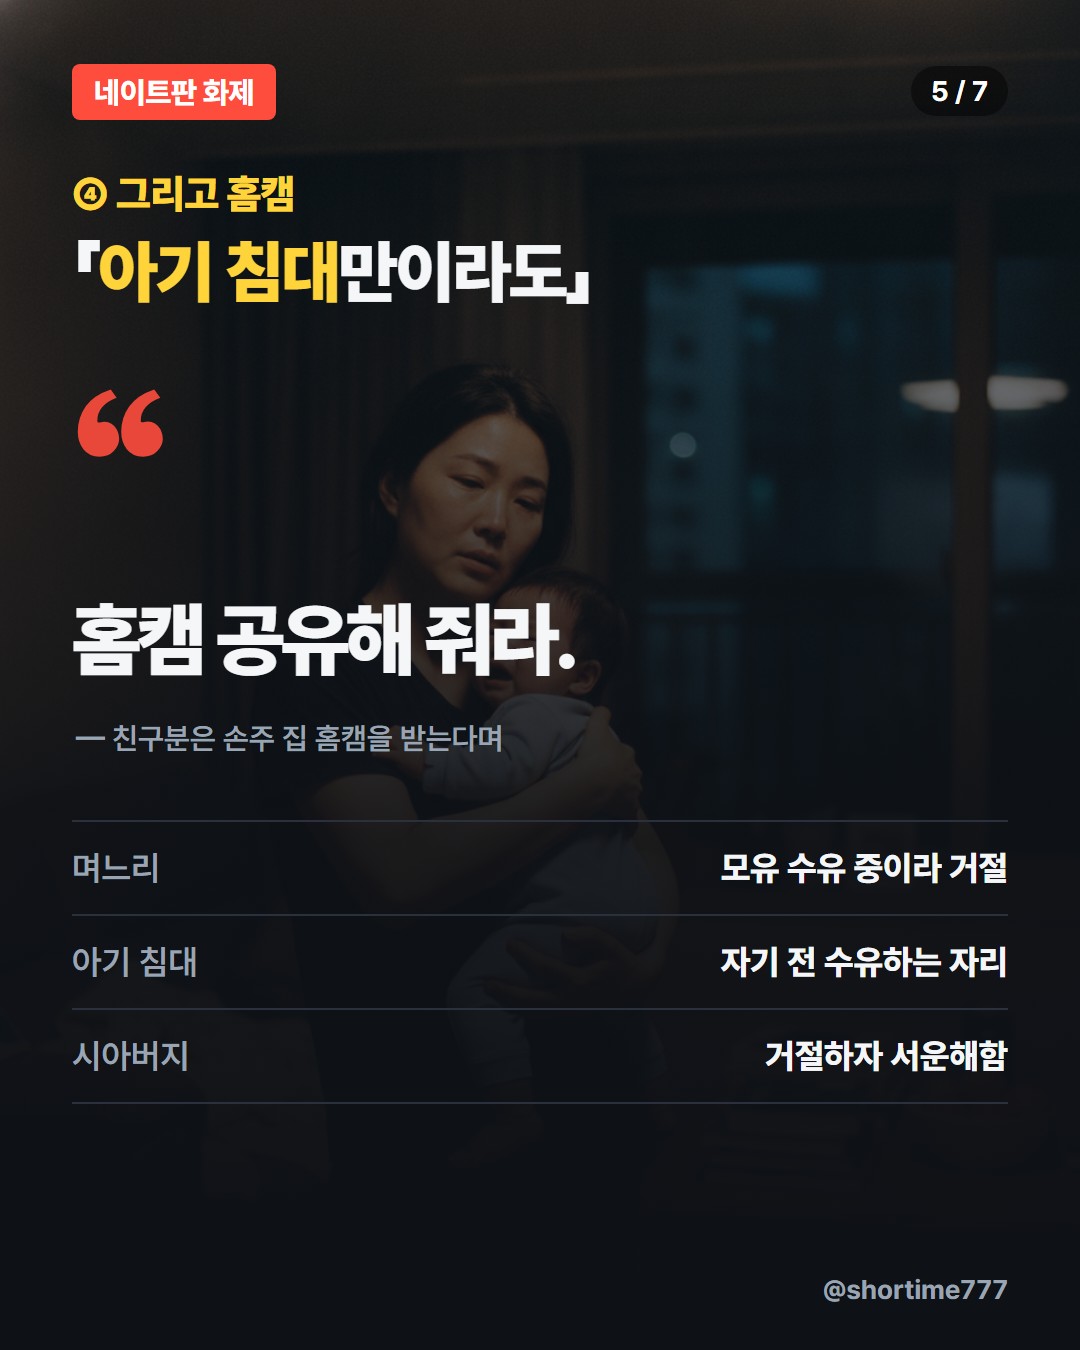 네이트판 화제
5 / 7
④ 그리고 홈캠
「아기 침대만이라도」
“
홈캠 공유해 줘라.
— 친구분은 손주 집 홈캠을 받는다며
며느리 모유 수유 중이라 거절
아기 침대 자기 전 수유하는 자리
시아버지 거절하자 서운해함
@shortime777